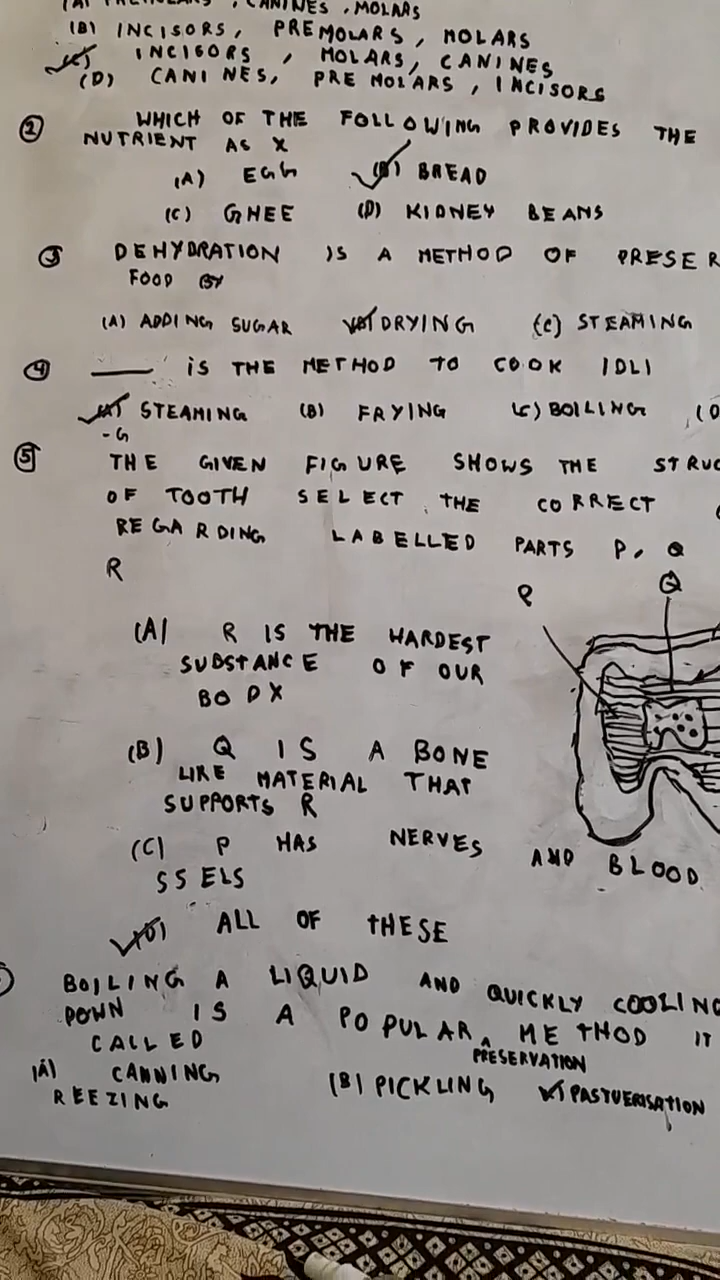 , CANINES , MOLARS
(B) INCISORS, PREMOLARS, MOLARS
(C) INCISORS, MOLARS, CANINES
(D) CANINES, PREMOLARS, INCISORS
② WHICH OF THE FOLLOWING PROVIDES THE
NUTRIENT AS X
(A) EGG (B) BREAD
(C) GHEE (D) KIDNEY BEANS
③ DEHYDRATION IS A METHOD OF PRESER
FOOD BY
(A) ADDING SUGAR (B) DRYING (C) STEAMING
④ ____ IS THE METHOD TO COOK IDLI
(A) STEAMING (B) FRYING (C) BOILING (D
-G
⑤ THE GIVEN FIGURE SHOWS THE STRUC
OF TOOTH SELECT THE CORRECT
REGARDING LABELLED PARTS P, Q
R
P Q
(A) R IS THE HARDEST
SUBSTANCE OF OUR
BODY
(B) Q IS A BONE
LIKE MATERIAL THAT
SUPPORTS R
(C) P HAS NERVES AND BLOOD
SSELS
(D) ALL OF THESE
BOILING A LIQUID AND QUICKLY COOLING
DOWN IS A POPULAR METHOD IT
PRESERVATION
CALLED
(A) CANNING (B) PICKLING PASTUERISATION
REEZING